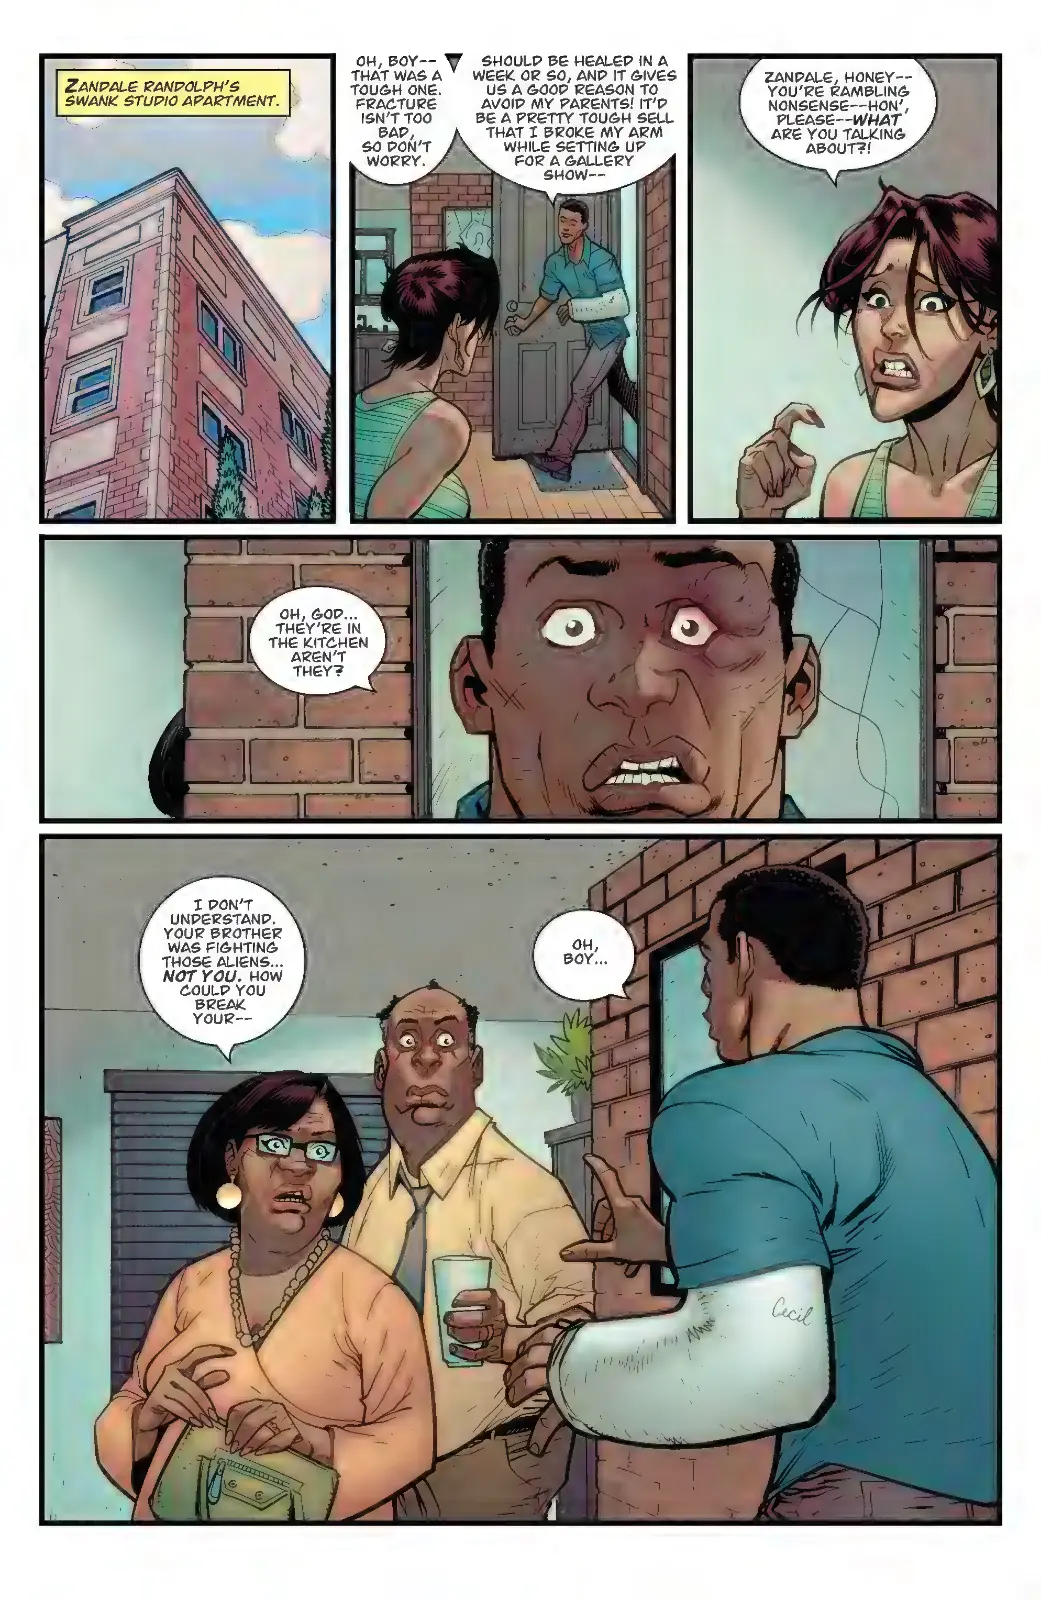 ZANDALE RANDOLPH'S
SWANK STUDIO APARTMENT.
OH, BOY--
THAT WAS A
TOUGH ONE.
FRACTURE
ISN'T TOO
BAD,
SO DON'T
WORRY.
SHOULD BE HEALED IN A
WEEK OR SO, AND IT GIVES
US A GOOD REASON TO
AVOID MY PARENTS! IT'D
BE A PRETTY TOUGH SELL
THAT I BROKE MY ARM
WHILE SETTING UP
FOR A GALLERY
SHOW--
ZANDALE, HONEY--
YOU'RE RAMBLING
NONSENSE--HON',
PLEASE--WHAT
ARE YOU TALKING
ABOUT?!
OH, GOD...
THEY'RE IN
THE KITCHEN
AREN'T
THEY?
I DON'T
UNDERSTAND.
YOUR BROTHER
WAS FIGHTING
THOSE ALIENS...
NOT YOU. HOW
COULD YOU
BREAK
YOUR--
OH,
BOY...
Cecil